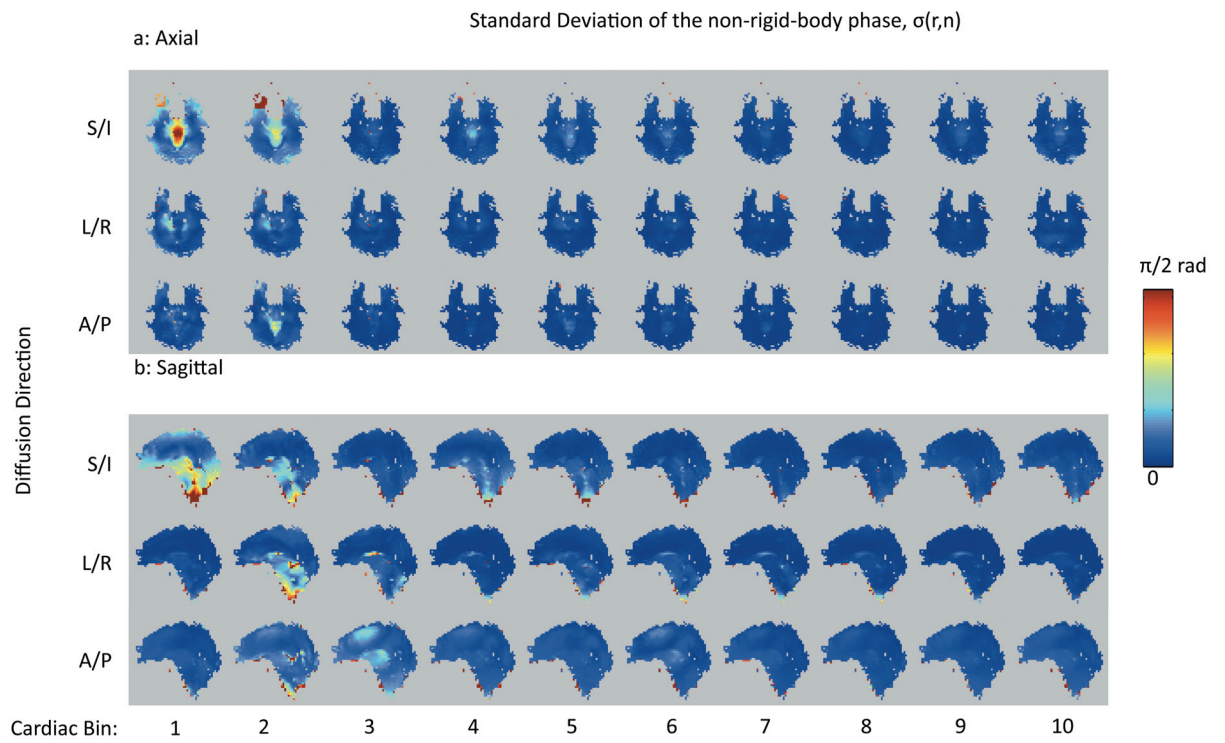 Standard Deviation of the non-rigid-body phase, σ(r,n)
a: Axial
S/I
L/R
A/P
b: Sagittal
S/I
L/R
A/P
Diffusion Direction
π/2 rad
0
Cardiac Bin: 1 2 3 4 5 6 7 8 9 10